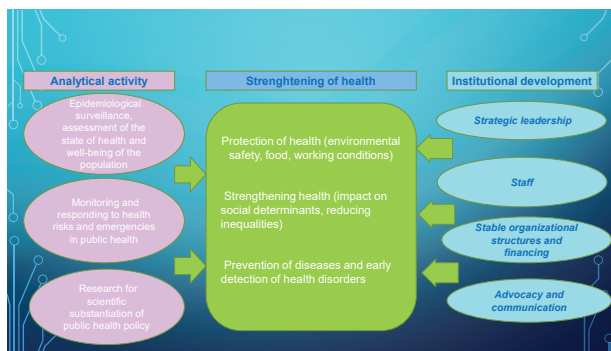 Analytical activity
Epidemiological
surveillance,
assessment of the
state of health and
well-being of the
population
Monitoring and
responding to health
risks and emergencies
in public health
Research for
scientific
substantiation of
public health policy
Strenghtening of health
Protection of health (environmental
safety, food, working conditions)
Strengthening health (impact on
social determinants, reducing
inequalities)
Prevention of diseases and early
detection of health disorders
Institutional development
Strategic leadership
Staff
Stable organizational
structures and
financing
Advocacy and
communication